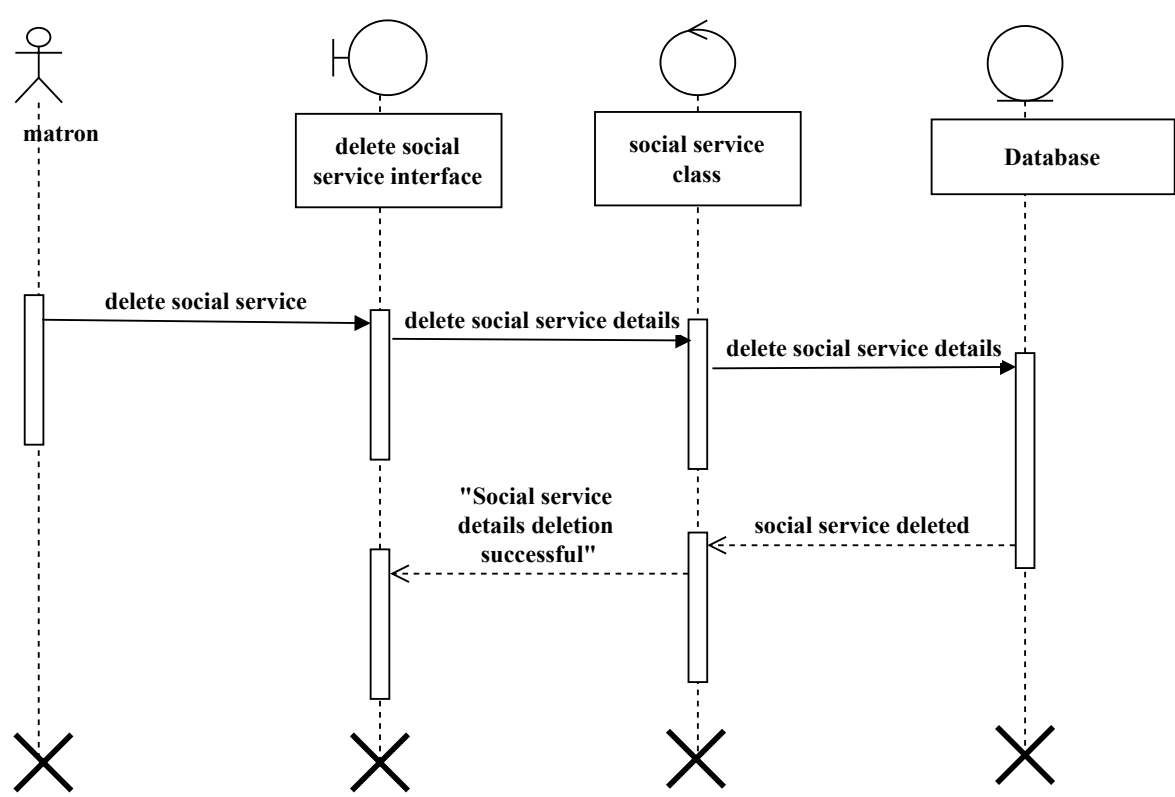 matron
delete social
service interface
social service
class
Database
delete social service
delete social service details
delete social service details
"Social service
details deletion
successful"
social service deleted